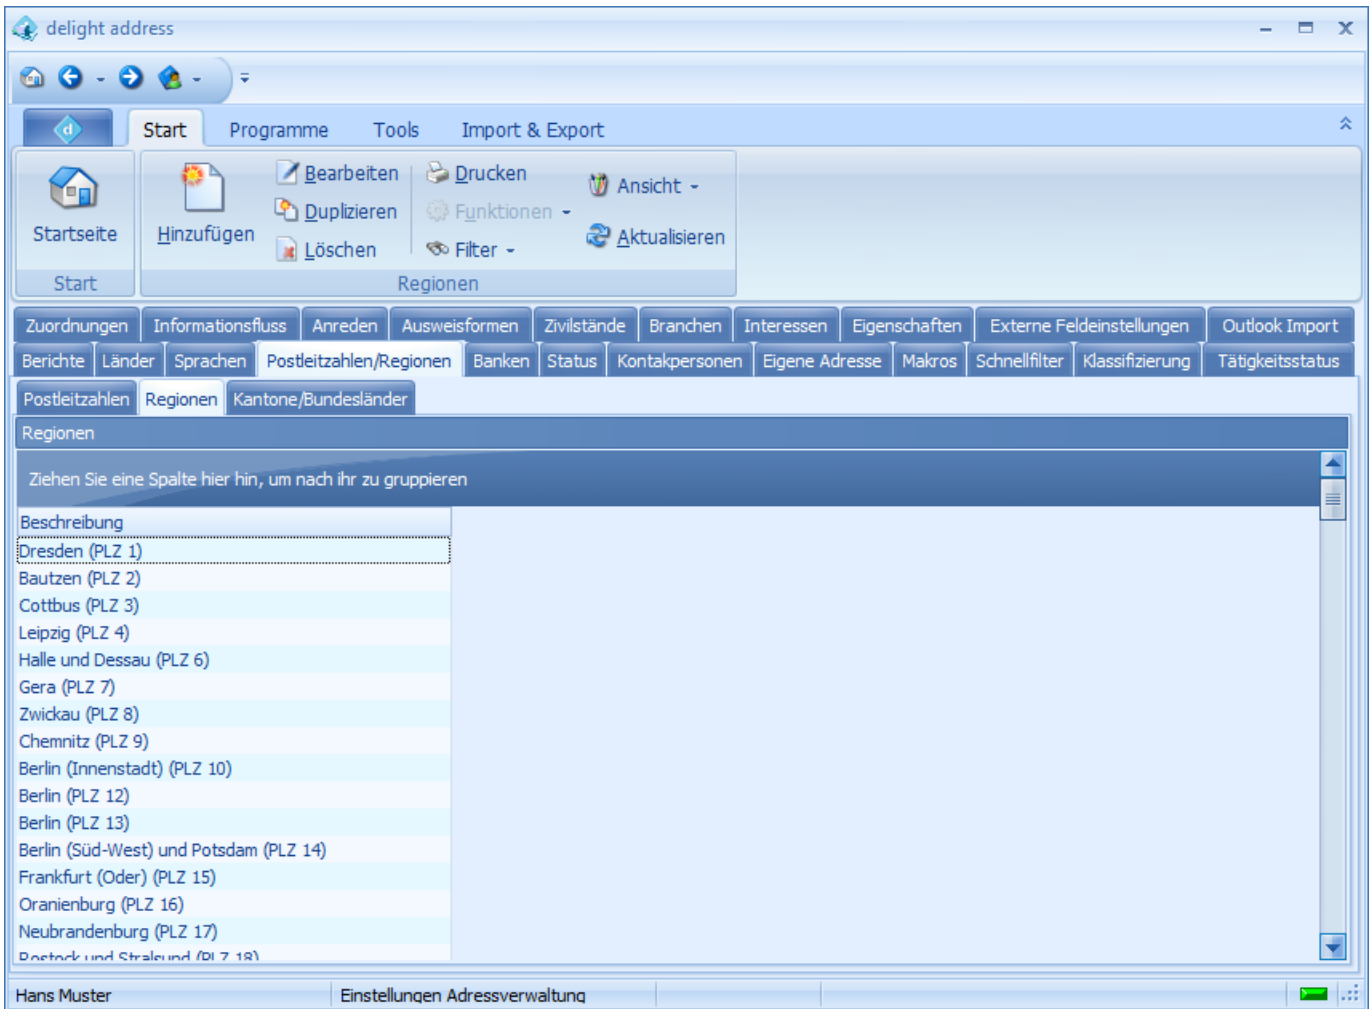 delight address
Start Programme Tools Import & Export
Startseite
Hinzufügen
Bearbeiten
Duplizieren
Löschen
Drucken
Funktionen
Filter
Ansicht
Aktualisieren
Start
Regionen
Zuordnungen Informationsfluss Anreden Ausweisformen Zivilstände Branchen Interessen Eigenschaften Externe Feldeinstellungen Outlook Import
Berichte Länder Sprachen Postleitzahlen/Regionen Banken Status Kontakpersonen Eigene Adresse Makros Schnellfilter Klassifizierung Tätigkeitsstatus
Postleitzahlen Regionen Kantone/Bundesländer
Regionen
Ziehen Sie eine Spalte hier hin, um nach ihr zu gruppieren
Beschreibung
Dresden (PLZ 1)
Bautzen (PLZ 2)
Cottbus (PLZ 3)
Leipzig (PLZ 4)
Halle und Dessau (PLZ 6)
Gera (PLZ 7)
Zwickau (PLZ 8)
Chemnitz (PLZ 9)
Berlin (Innenstadt) (PLZ 10)
Berlin (PLZ 12)
Berlin (PLZ 13)
Berlin (Süd-West) und Potsdam (PLZ 14)
Frankfurt (Oder) (PLZ 15)
Oranienburg (PLZ 16)
Neubrandenburg (PLZ 17)
Rostock und Stralsund (PLZ 18)
Hans Muster Einstellungen Adressverwaltung